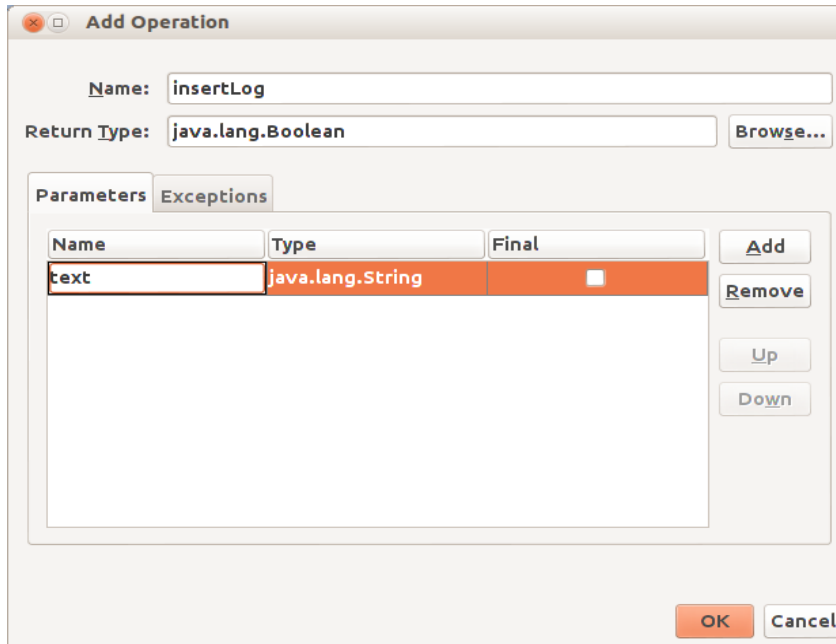 Add Operation
Name: insertLog
Return Type: java.lang.Boolean Browse...
Parameters Exceptions
Name Type Final
text java.lang.String
Add
Remove
Up
Down
OK Cancel